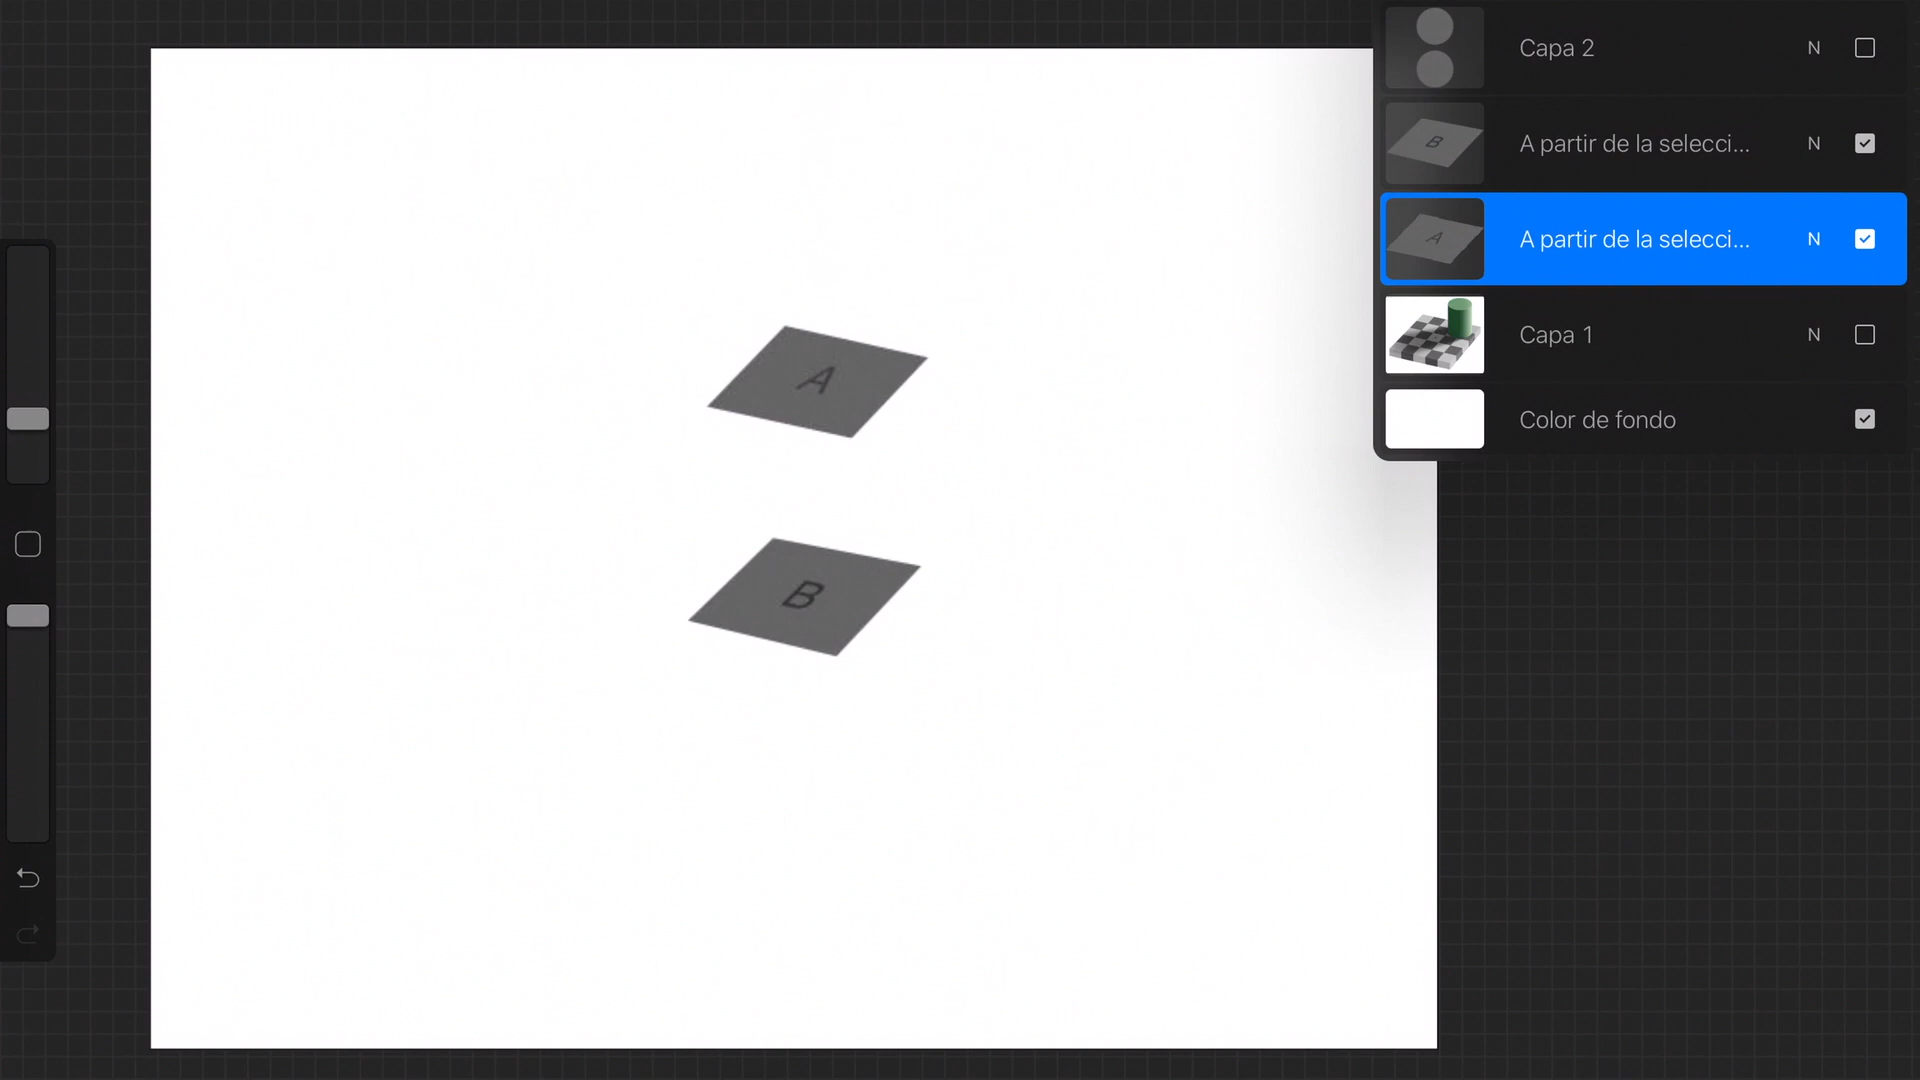 Capa 2 N
A partir de la selecci... N
A partir de la selecci... N
Capa 1 N
Color de fondo
A
B